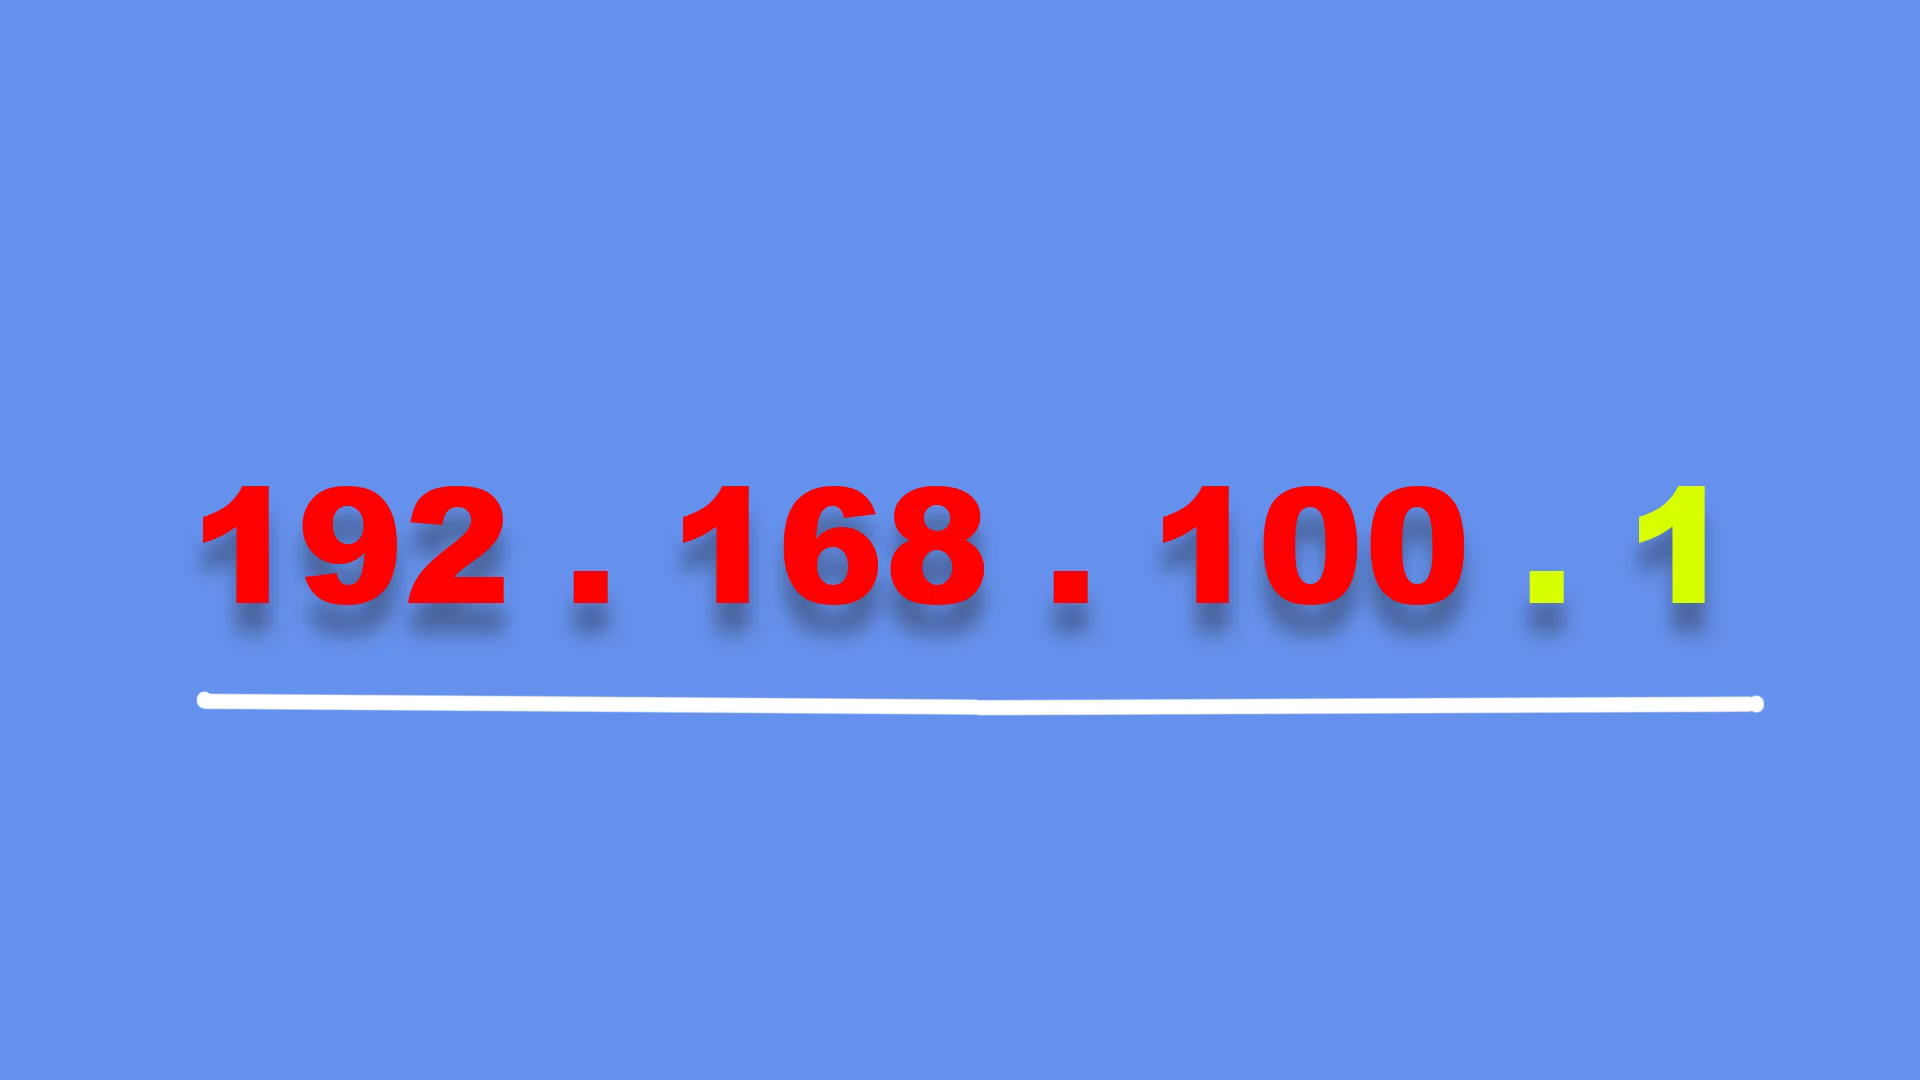 192 . 168 . 100 . 1